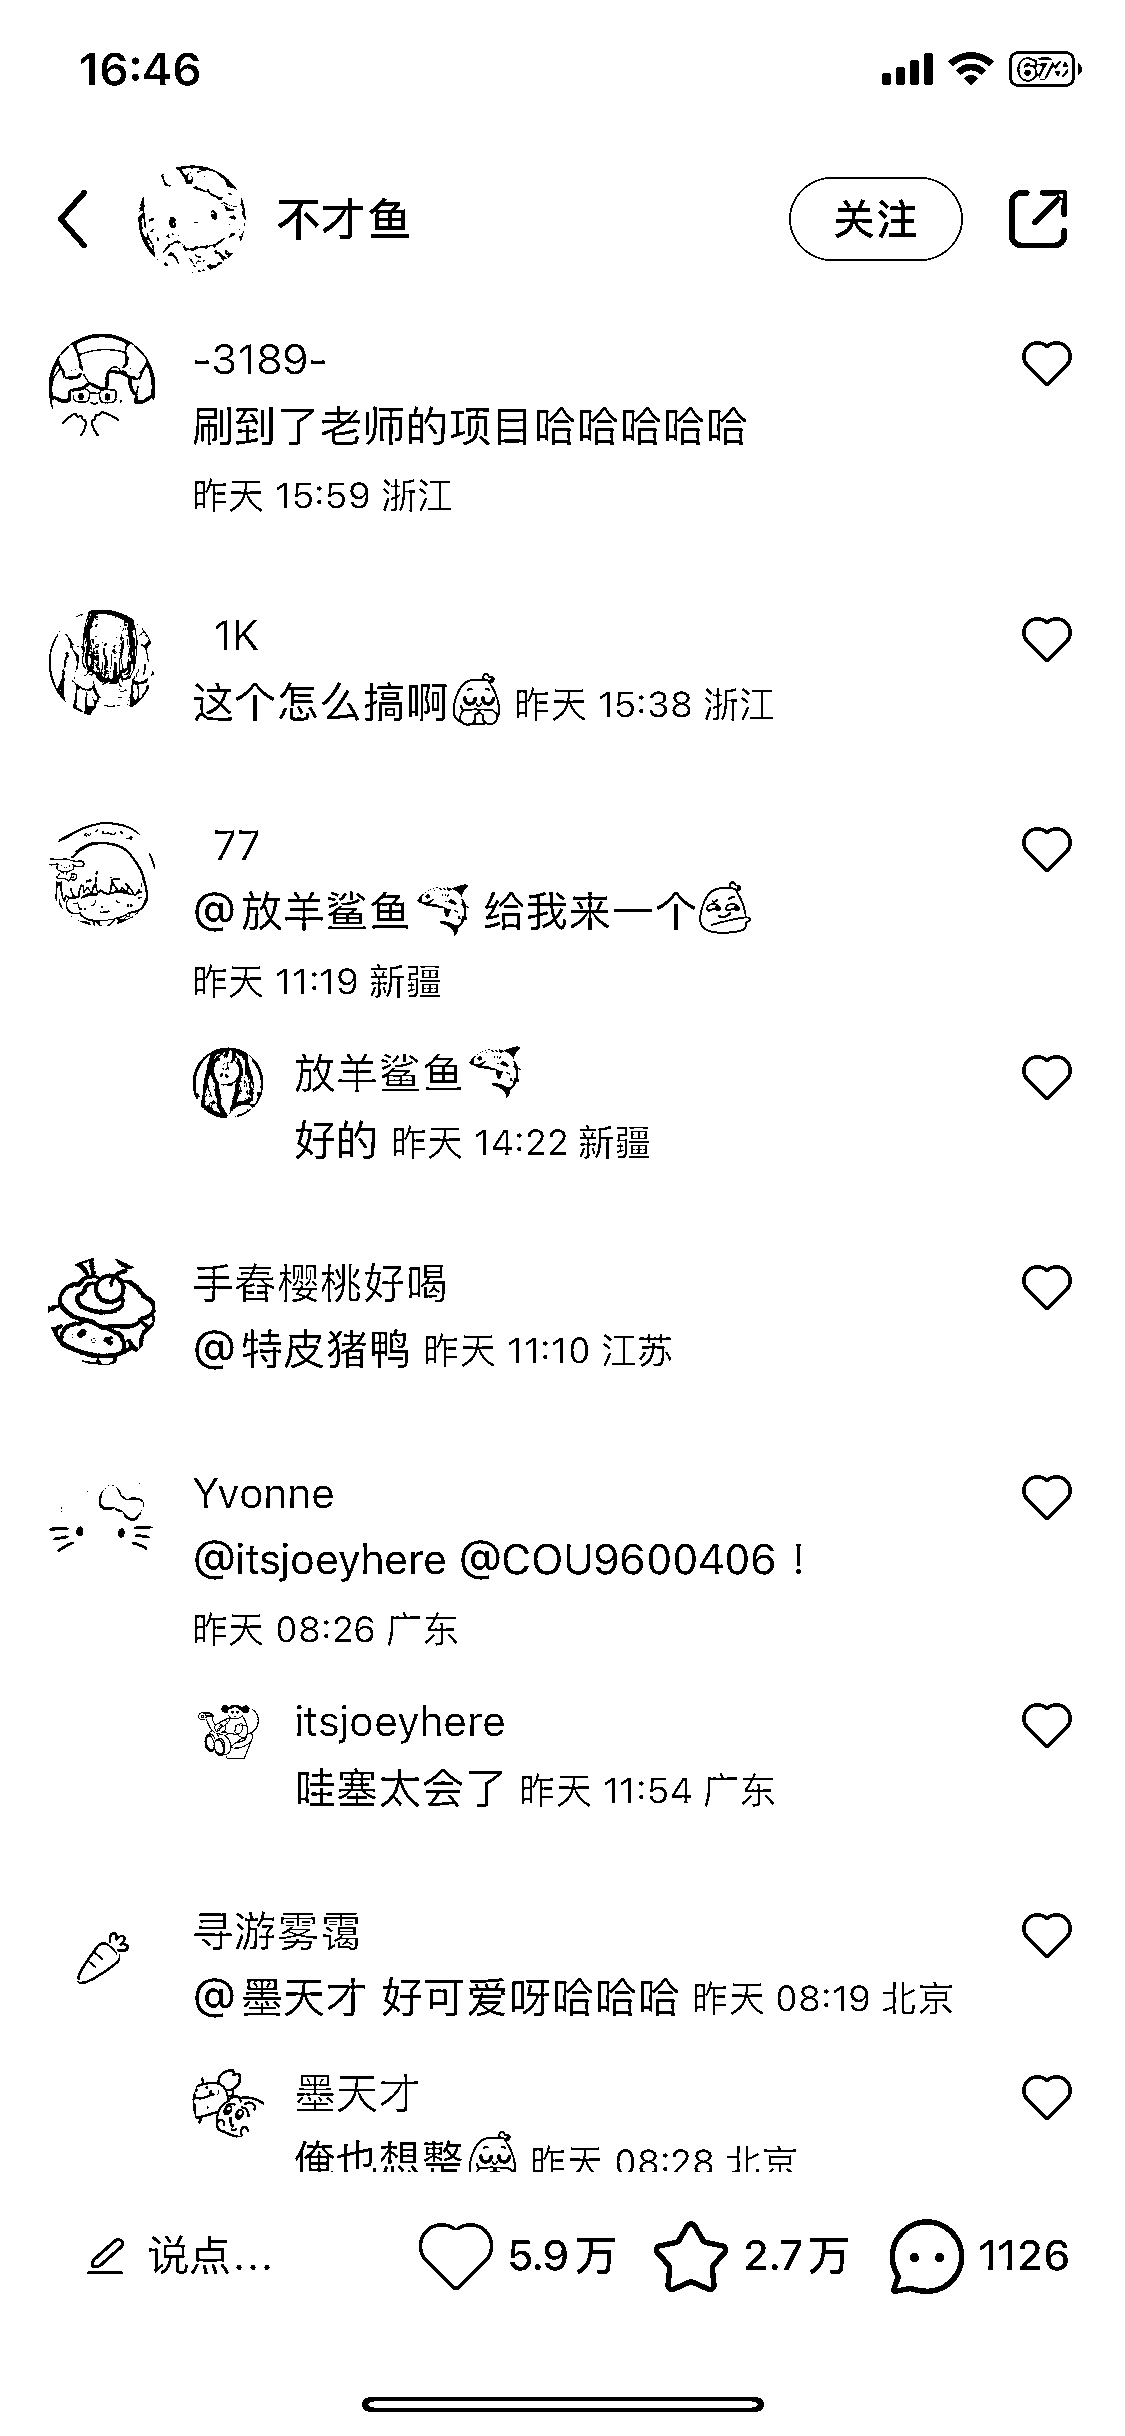 16:46
不才鱼 关注
-3189-
刷到了老师的项目哈哈哈哈哈
昨天 15:59 浙江
1K
这个怎么搞啊 昨天 15:38 浙江
77
@放羊鲨鱼 给我来一个
昨天 11:19 新疆
放羊鲨鱼
好的 昨天 14:22 新疆
手舂樱桃好喝
@特皮猪鸭 昨天 11:10 江苏
Yvonne
@itsjoeyhere @COU9600406 !
昨天 08:26 广东
itsjoeyhere
哇塞太会了 昨天 11:54 广东
寻游雾霭
@墨天才 好可爱呀哈哈哈 昨天 08:19 北京
墨天才
俺也想整 昨天 08:28 北京
说点... 5.9万 2.7万 1126